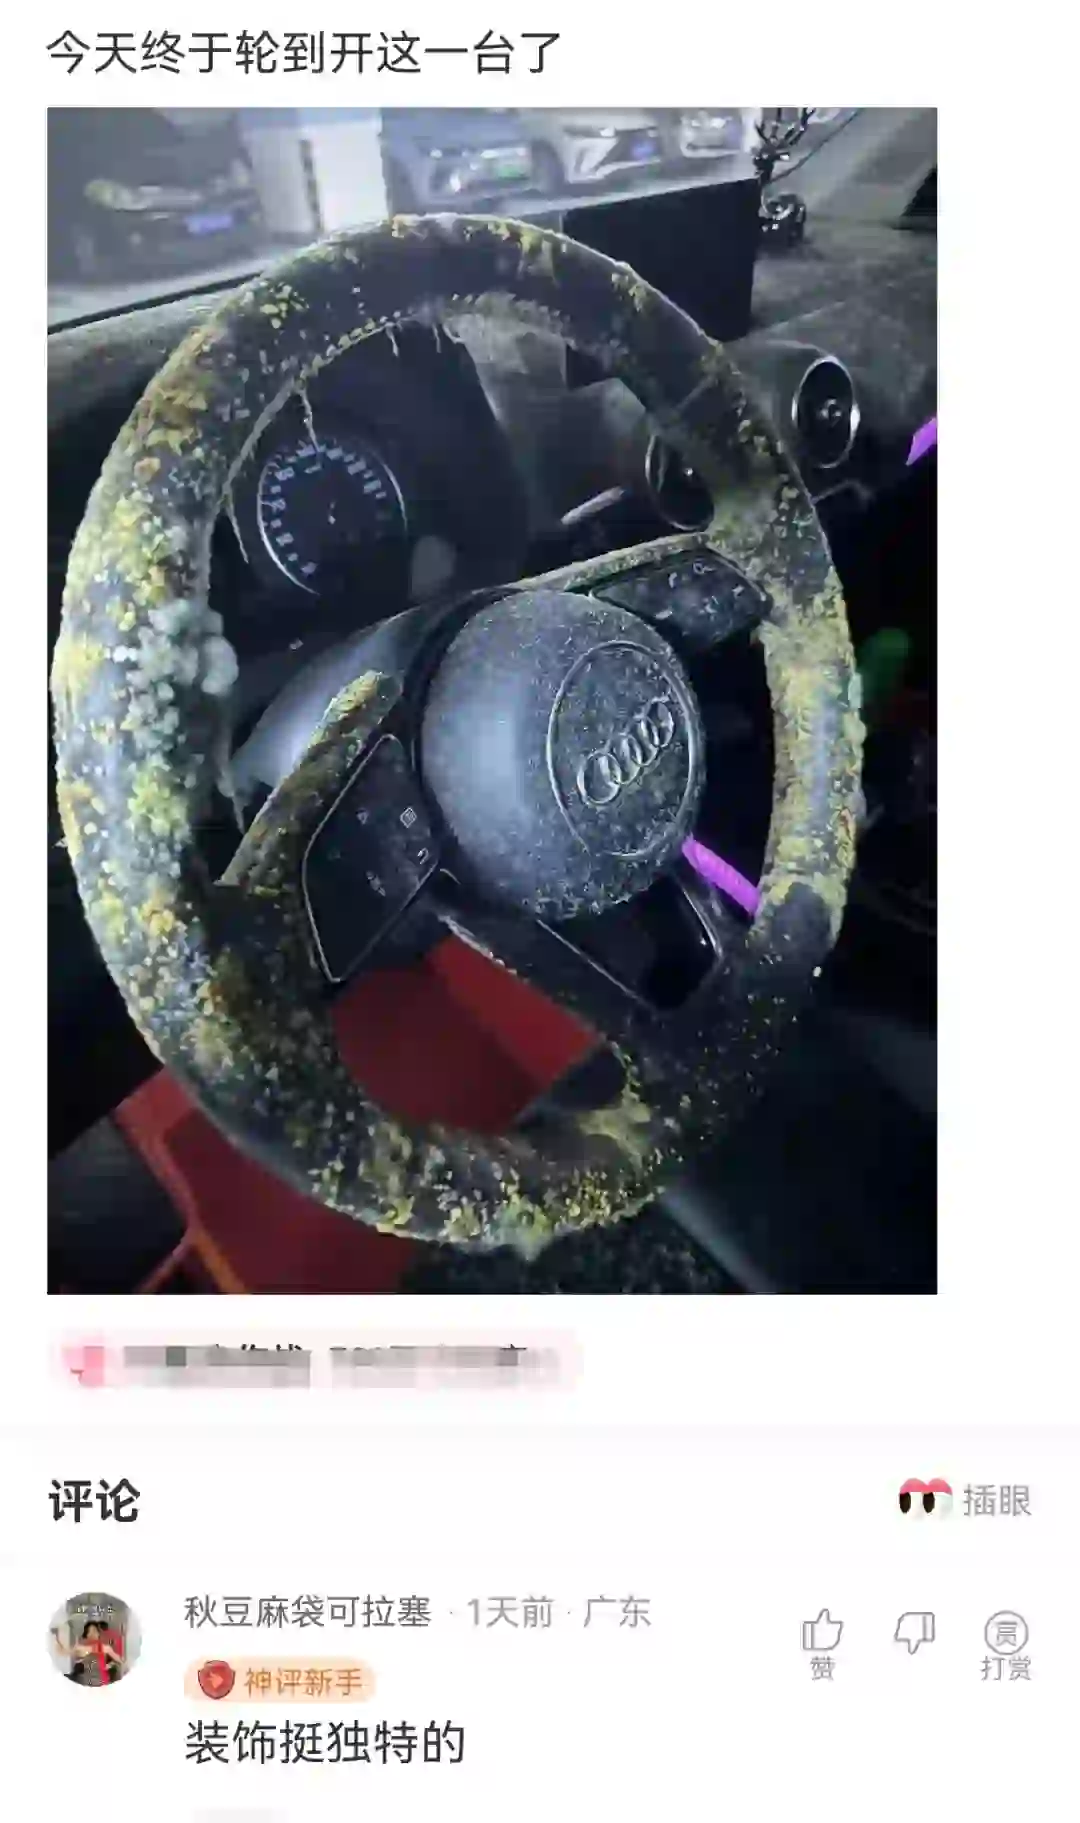 今天终于轮到开这一台了
评论
插眼
秋豆麻袋可拉塞 · 1天前 · 广东
神评新手
赞
打赏
装饰挺独特的